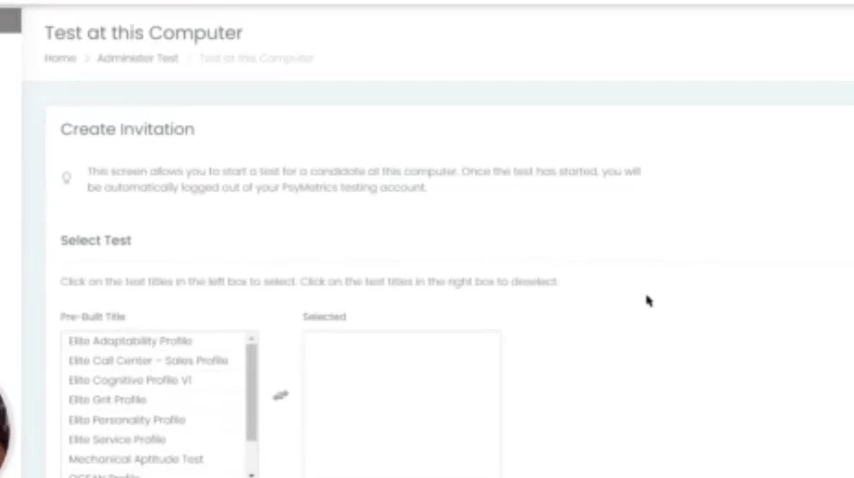 Test at this Computer
Home > Administer Test / Test at this Computer
Create Invitation
This screen allows you to start a test for a candidate at this computer. Once the test has started, you will
be automatically logged out of your PsyMetrics testing account.
Select Test
Click on the test titles in the left box to select. Click on the test titles in the right box to deselect.
Pre-Built Title
Selected
Elite Adaptability Profile
Elite Call Center - Sales Profile
Elite Cognitive Profile V1
Elite Grit Profile
Elite Personality Profile
Elite Service Profile
Mechanical Aptitude Test
OCEAN Profile